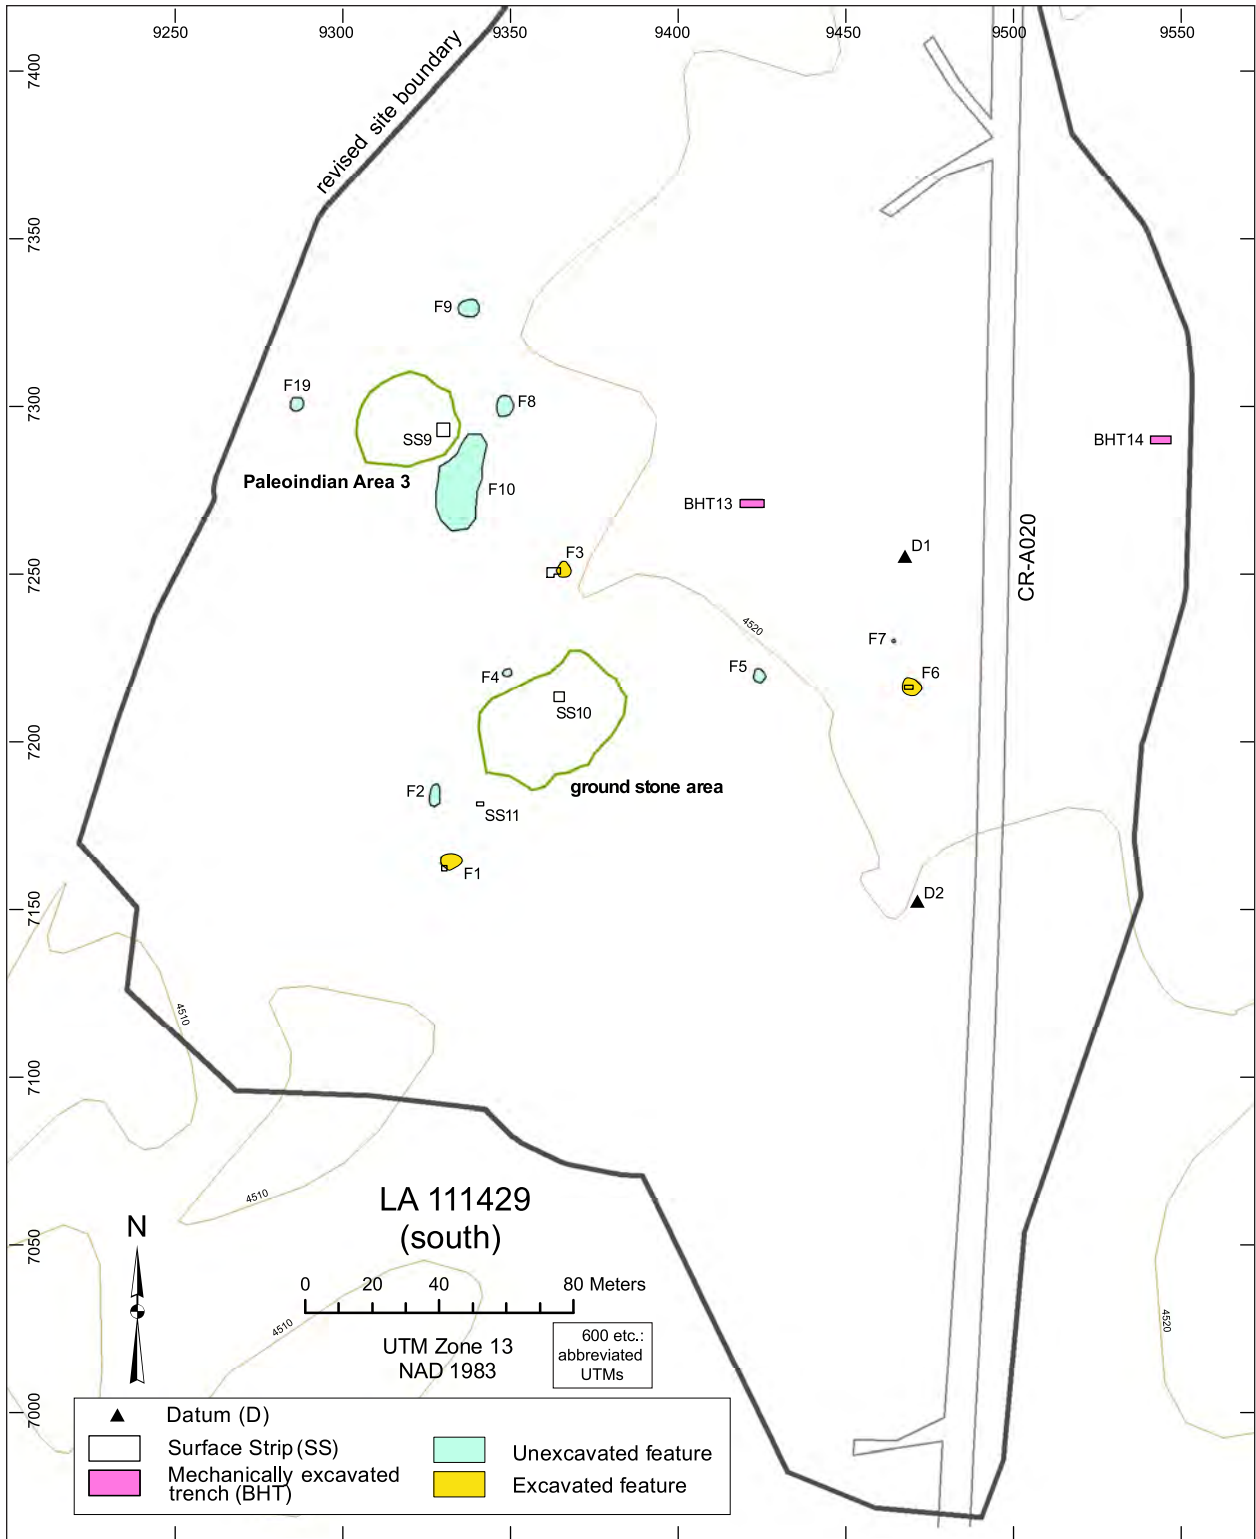 9250 9300 9350 9400 9450 9500 9550
7400
revised site boundary
7350
F9
F19
7300
F8
SS9
BHT14
Paleoindian Area 3
F10
BHT13
F3
D1
CR-A020
7250
4520
F7
F4
F5
F6
SS10
7200
ground stone area
F2
SS11
F1
D2
7150
4510
7100
4510
LA 111429
(south)
N
7050
0 20 40 80 Meters
4510
4520
UTM Zone 13
NAD 1983
600 etc.:
abbreviated
UTMs
7000
Datum (D)
Surface Strip (SS)
Mechanically excavated
trench (BHT)
Unexcavated feature
Excavated feature